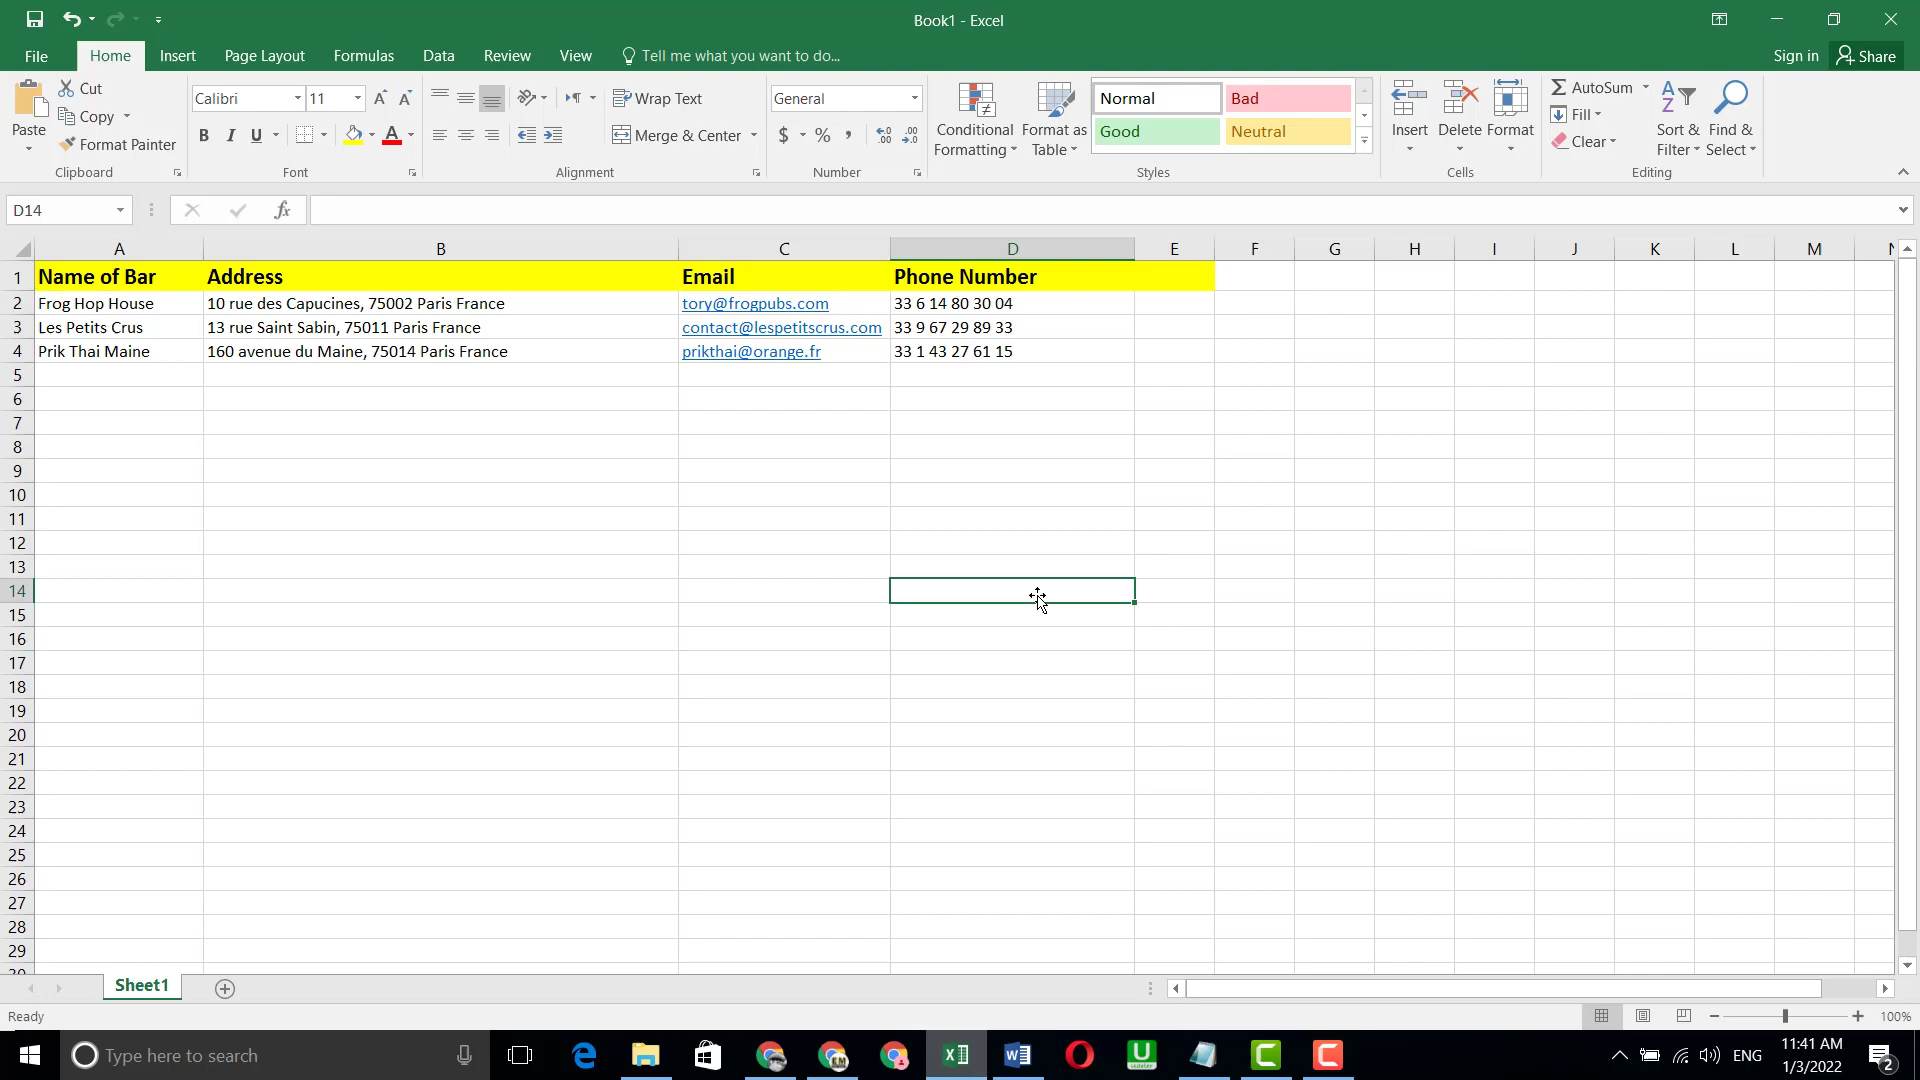 Book1 - Excel
File Home Insert Page Layout Formulas Data Review View Tell me what you want to do... Sign in Share
Paste Cut Copy Format Painter Clipboard
Calibri 11 A A B I U A Font
Wrap Text Merge & Center Alignment
General $ % , Number
Conditional Formatting Format as Table
Normal Bad
Good Neutral
Styles
Insert Delete Format Cells
AutoSum Fill Clear Sort & Filter Find & Select Editing
D14 fx
A B C D E F G H I J K L M N
1 Name of Bar Address Email Phone Number
2 Frog Hop House 10 rue des Capucines, 75002 Paris France tory@frogpubs.com 33 6 14 80 30 04
3 Les Petits Crus 13 rue Saint Sabin, 75011 Paris France contact@lespetitscrus.com 33 9 67 29 89 33
4 Prik Thai Maine 160 avenue du Maine, 75014 Paris France prikthai@orange.fr 33 1 43 27 61 15
5
6
7
8
9
10
11
12
13
14
15
16
17
18
19
20
21
22
23
24
25
26
27
28
29
30
Sheet1
Ready 100%
Type here to search ENG 11:41 AM
1/3/2022 2